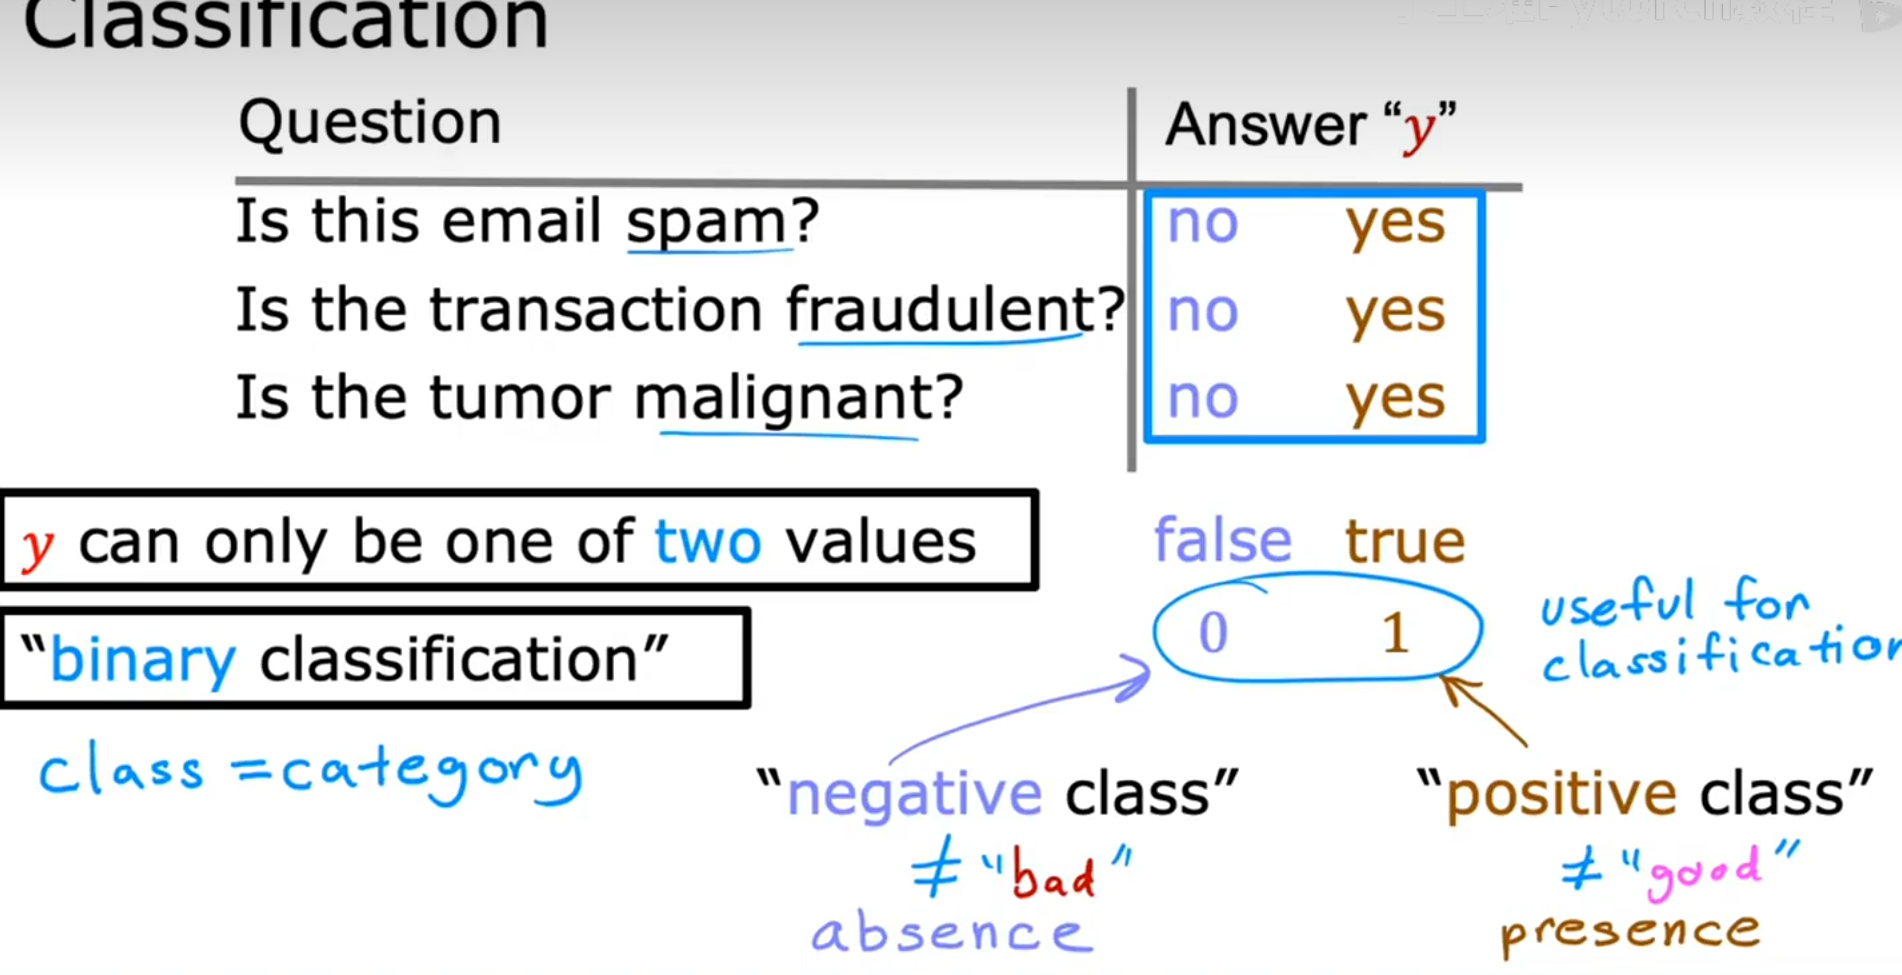 Classification
Question Answer “y”
Is this email spam? no yes
Is the transaction fraudulent? no yes
Is the tumor malignant? no yes
y can only be one of two values
false true
0 1
useful for
classification
“binary classification”
class = category
“negative class” “positive class”
≠ "bad" ≠ "good"
absence presence